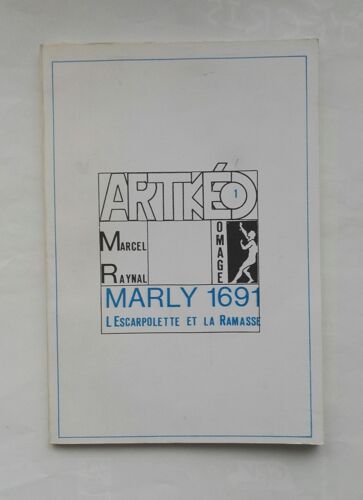 ARTKÉO
1
MARCEL
RAYNAL
OMAGE
MARLY 1691
L'ESCARPOLETTE ET LA RAMASSE